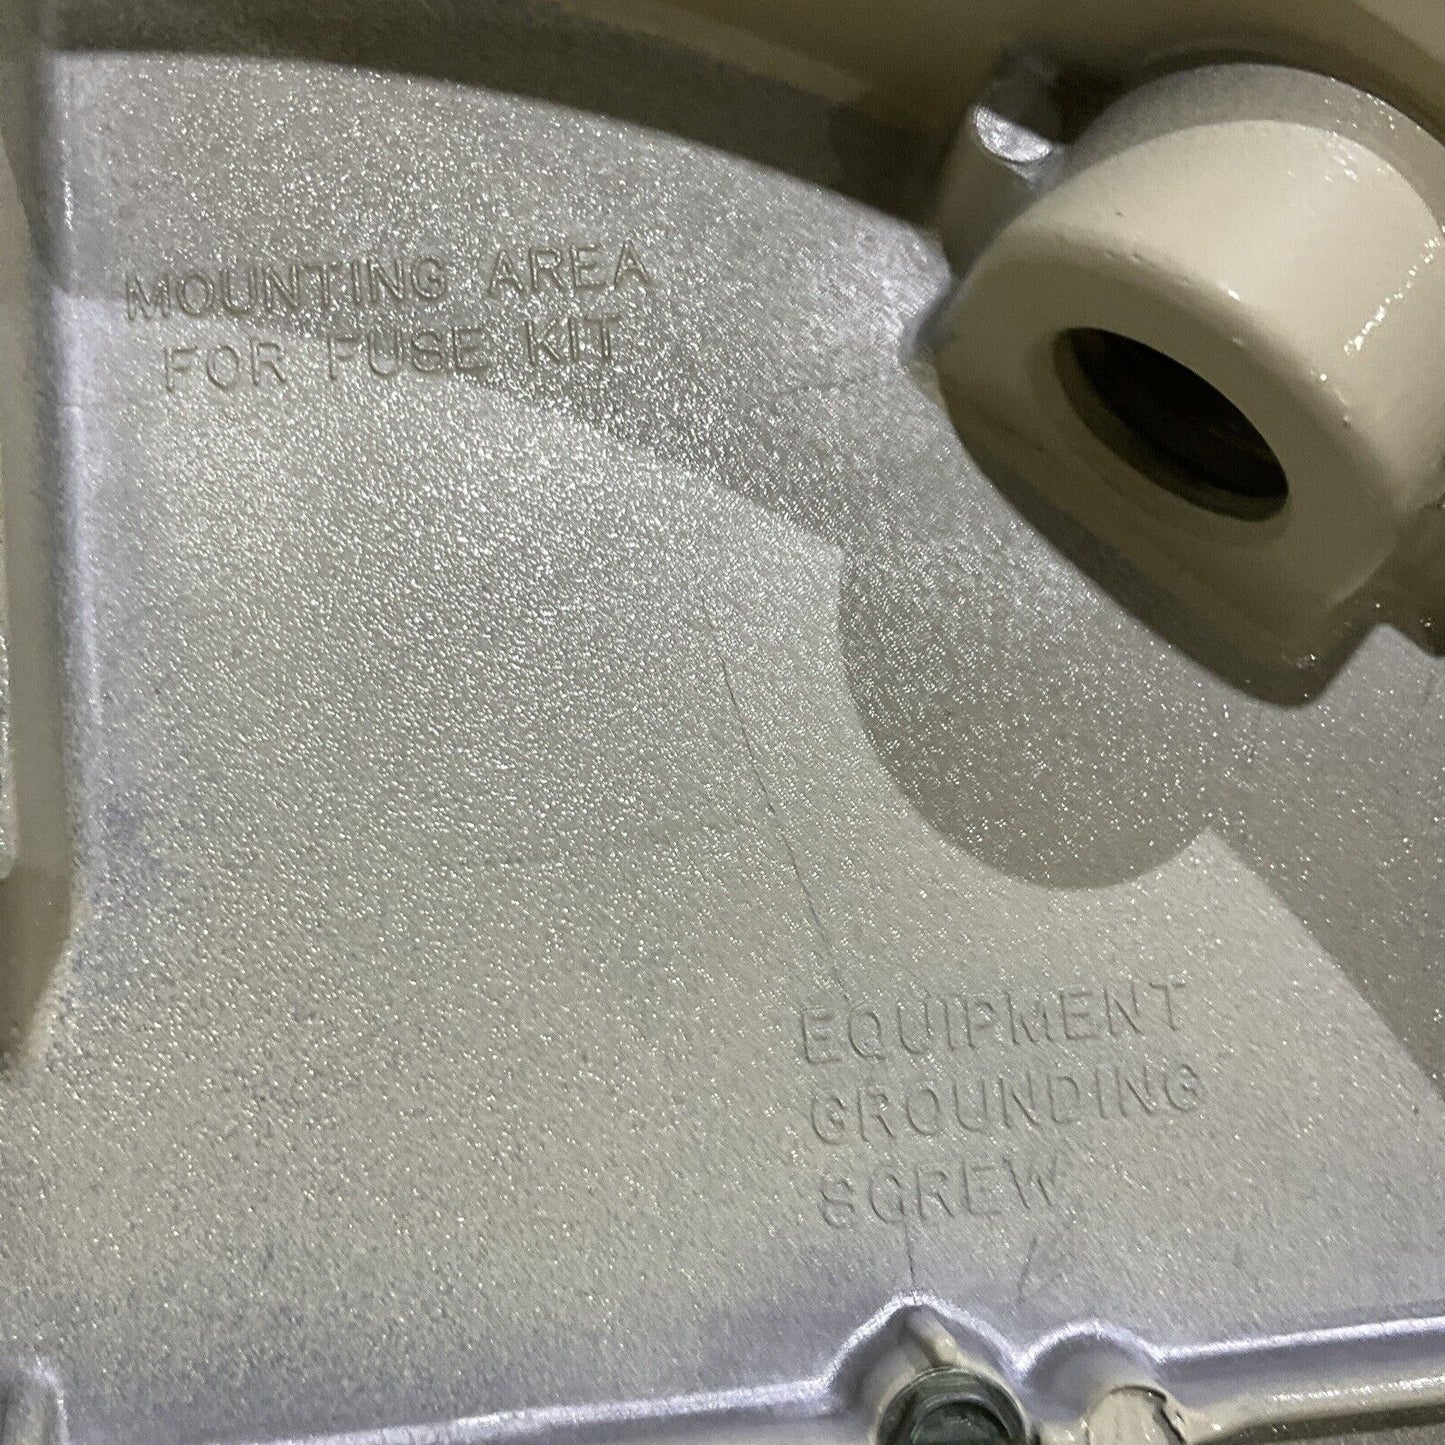 MOUNTING AREA
FOR FUSE KIT
EQUIPMENT
GROUNDING
SCREW